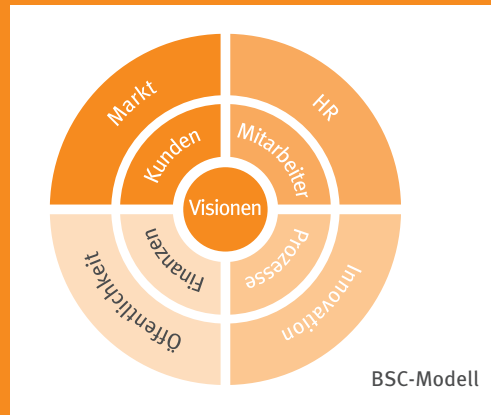 Markt
HR
Kunden
Mitarbeiter
Visionen
Finanzen
Prozesse
Öffentlichkeit
Innovation
BSC-Modell